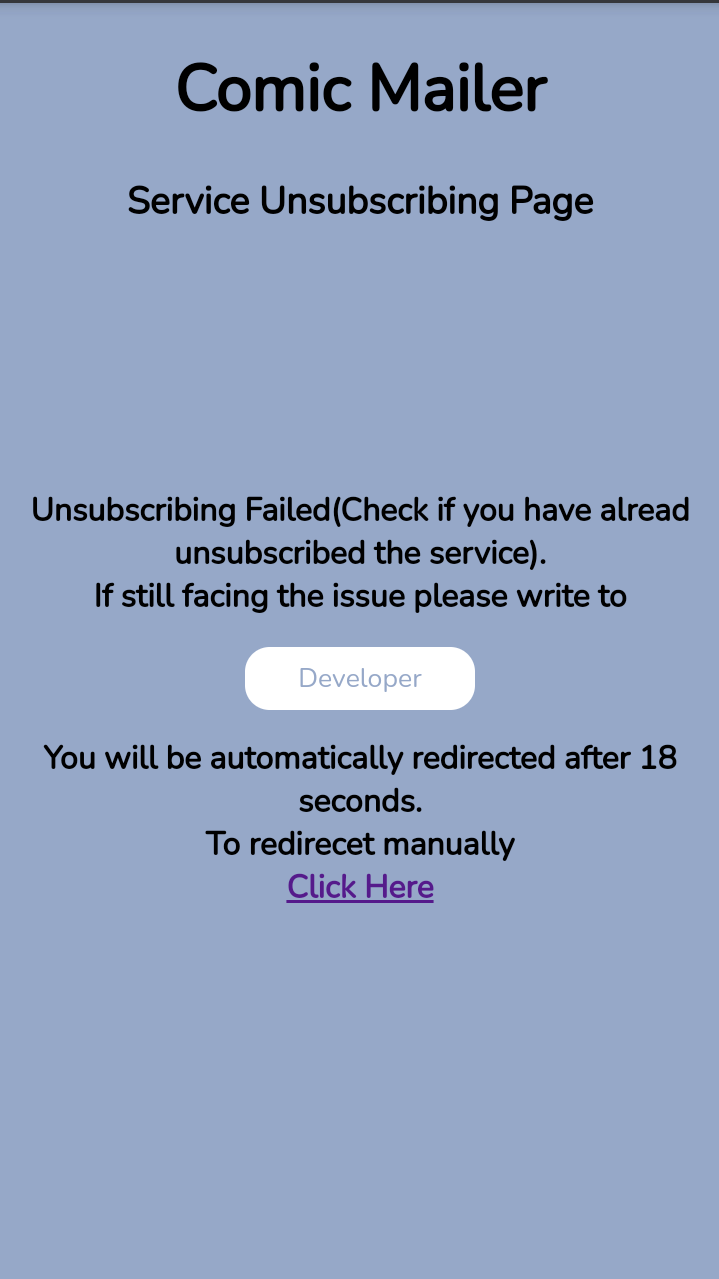 Comic Mailer
Service Unsubscribing Page
Unsubscribing Failed(Check if you have alread
unsubscribed the service).
If still facing the issue please write to
Developer
You will be automatically redirected after 18
seconds.
To redirecet manually
Click Here